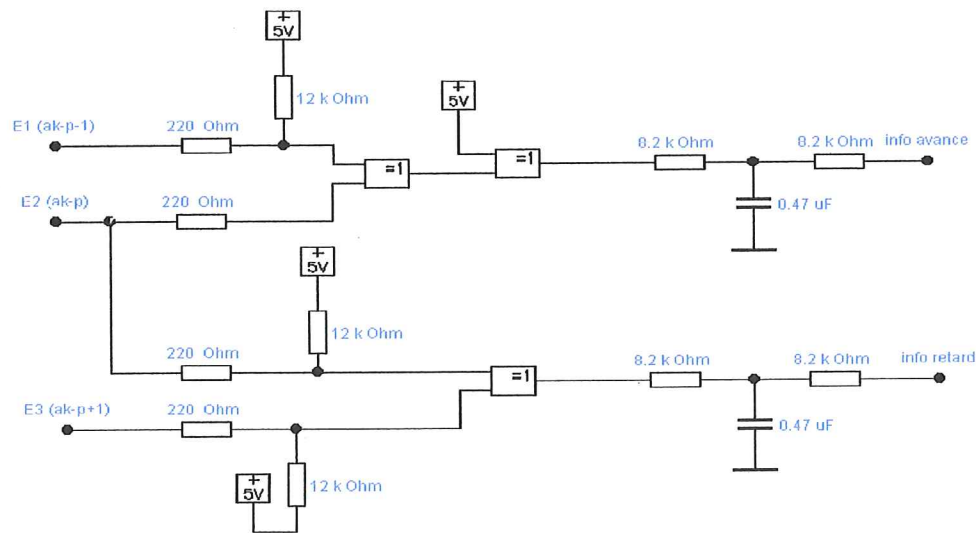 +
5V
12 k Ohm
+
5V
E1 (ak-p-1)
220 Ohm
8.2 k Ohm
8.2 k Ohm
info avance
=1
=1
E2 (ak-p)
220 Ohm
0.47 uF
+
5V
12 k Ohm
220 Ohm
8.2 k Ohm
8.2 k Ohm
info retard
=1
E3 (ak-p+1)
220 Ohm
0.47 uF
+
5V
12 k Ohm